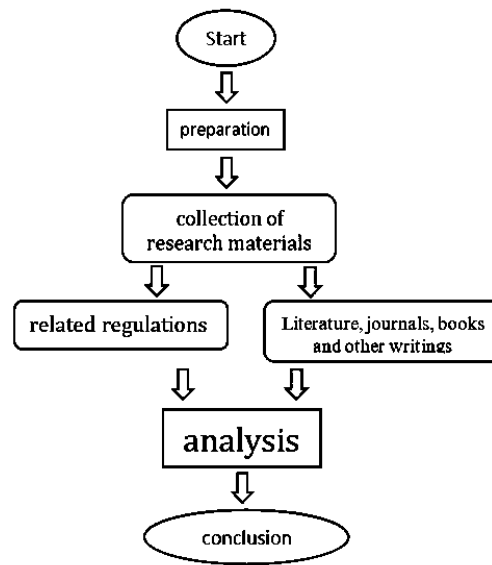 Start
preparation
collection of
research materials
related regulations
Literature, journals, books
and other writings
analysis
conclusion